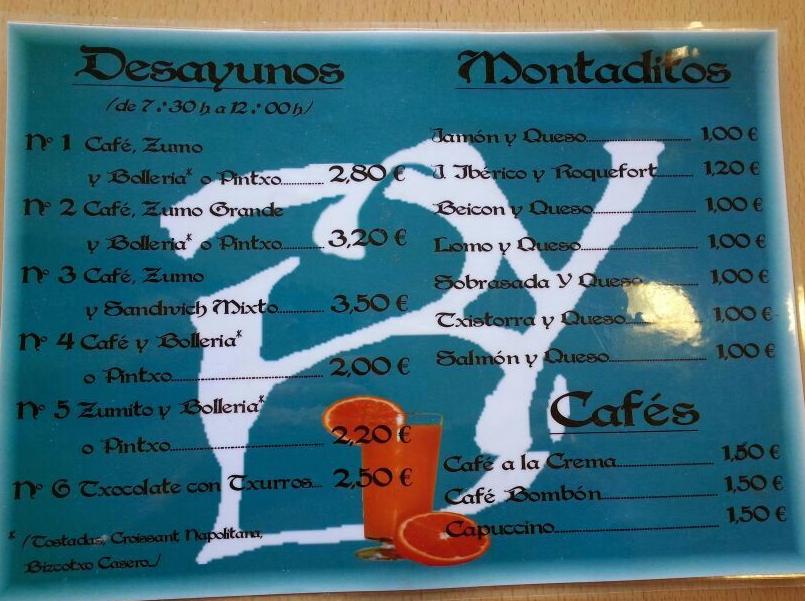 Desayunos
(de 7:30 h a 12:00 h)
Nº 1 Café, Zumo
y Bolleria* o Pintxo........... 2,80 €
Nº 2 Café, Zumo Grande
y Bolleria* o Pintxo........... 3,20 €
Nº 3 Café, Zumo
y Sandwich Mixto........... 3,50 €
Nº 4 Café y Bolleria*
o Pintxo........... 2,00 €
Nº 5 Zumito y Bolleria*
o Pintxo........... 2,20 €
Nº 6 Txocolate con Txurros... 2,50 €
* (Tostadas, Croissant Napolitana,
Bizcotxo Casero..)
Montaditos
Jamón y Queso........... 1,00 €
J. Ibérico y Roquefort........... 1,20 €
Beicon y Queso........... 1,00 €
Lomo y Queso........... 1,00 €
Sobrasada Y Queso........... 1,00 €
Txistorra y Queso........... 1,00 €
Salmón y Queso........... 1,00 €
Cafés
Café a la Crema........... 1,50 €
Café Bombón........... 1,50 €
Capuccino........... 1,50 €